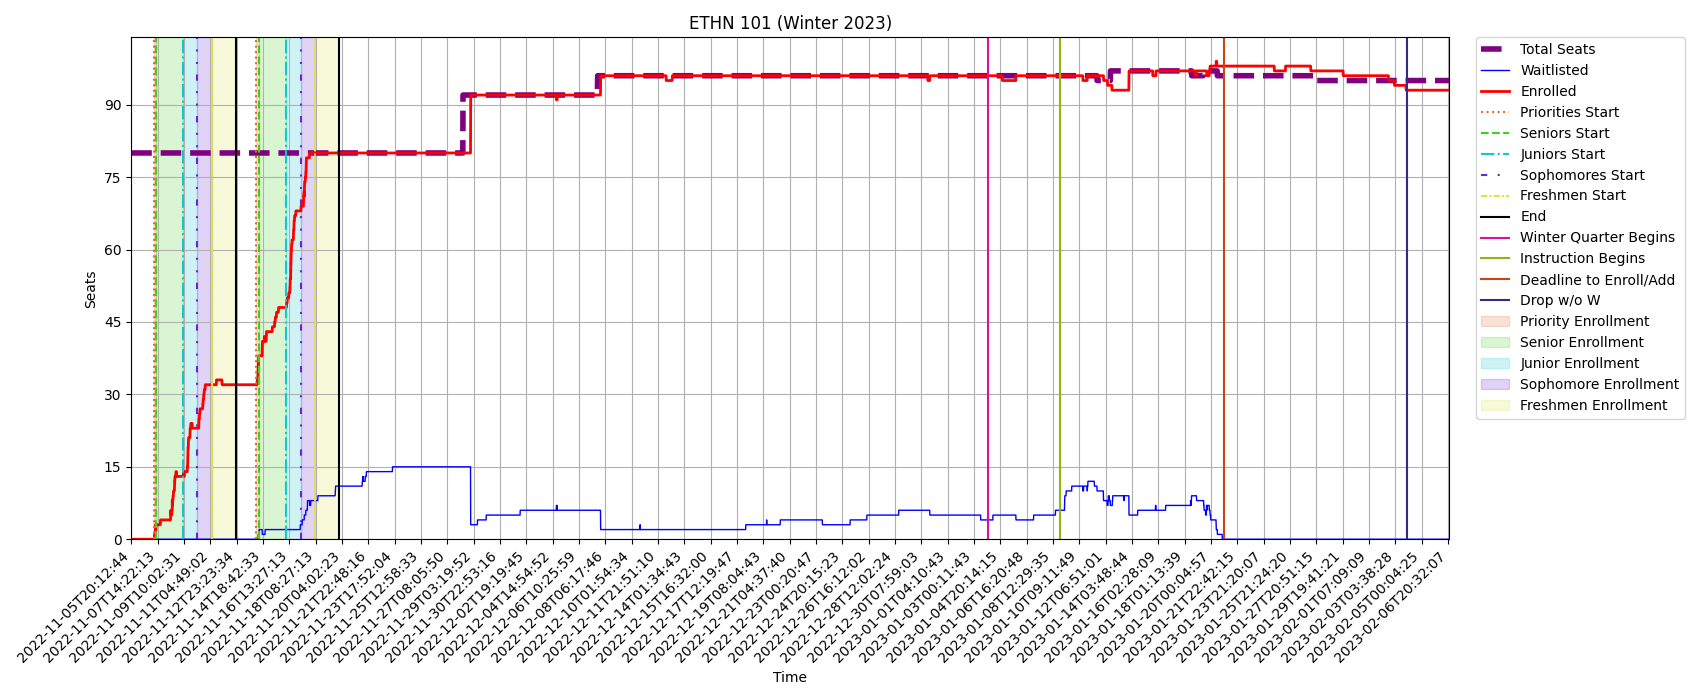 ETHN 101 (Winter 2023)
Seats
90
75
60
45
30
15
0
2022-11-05T20:12:44
2022-11-07T14:22:13
2022-11-09T10:02:31
2022-11-11T04:49:02
2022-11-12T23:23:34
2022-11-14T18:42:33
2022-11-16T13:27:13
2022-11-18T08:27:13
2022-11-20T04:02:23
2022-11-21T22:48:16
2022-11-23T17:52:04
2022-11-25T12:58:33
2022-11-27T08:05:50
2022-11-29T03:19:52
2022-11-30T22:53:16
2022-12-02T19:19:45
2022-12-04T14:54:52
2022-12-06T10:25:59
2022-12-08T06:17:46
2022-12-10T01:54:34
2022-12-11T21:51:10
2022-12-14T01:34:43
2022-12-15T16:32:00
2022-12-17T12:19:47
2022-12-19T08:04:43
2022-12-21T04:37:40
2022-12-23T00:20:47
2022-12-24T20:15:23
2022-12-26T16:12:02
2022-12-28T12:02:24
2022-12-30T07:59:03
2023-01-01T04:10:43
2023-01-03T00:11:43
2023-01-04T20:14:15
2023-01-06T16:20:48
2023-01-08T12:29:35
2023-01-10T09:11:49
2023-01-12T06:51:01
2023-01-14T03:48:44
2023-01-16T02:28:09
2023-01-18T01:13:39
2023-01-20T00:04:57
2023-01-21T22:42:15
2023-01-23T21:20:07
2023-01-25T21:24:20
2023-01-27T20:51:15
2023-01-29T19:41:21
2023-02-01T07:09:09
2023-02-03T03:38:28
2023-02-05T00:04:25
2023-02-06T20:32:07
Time
Total Seats
Waitlisted
Enrolled
Priorities Start
Seniors Start
Juniors Start
Sophomores Start
Freshmen Start
End
Winter Quarter Begins
Instruction Begins
Deadline to Enroll/Add
Drop w/o W
Priority Enrollment
Senior Enrollment
Junior Enrollment
Sophomore Enrollment
Freshmen Enrollment